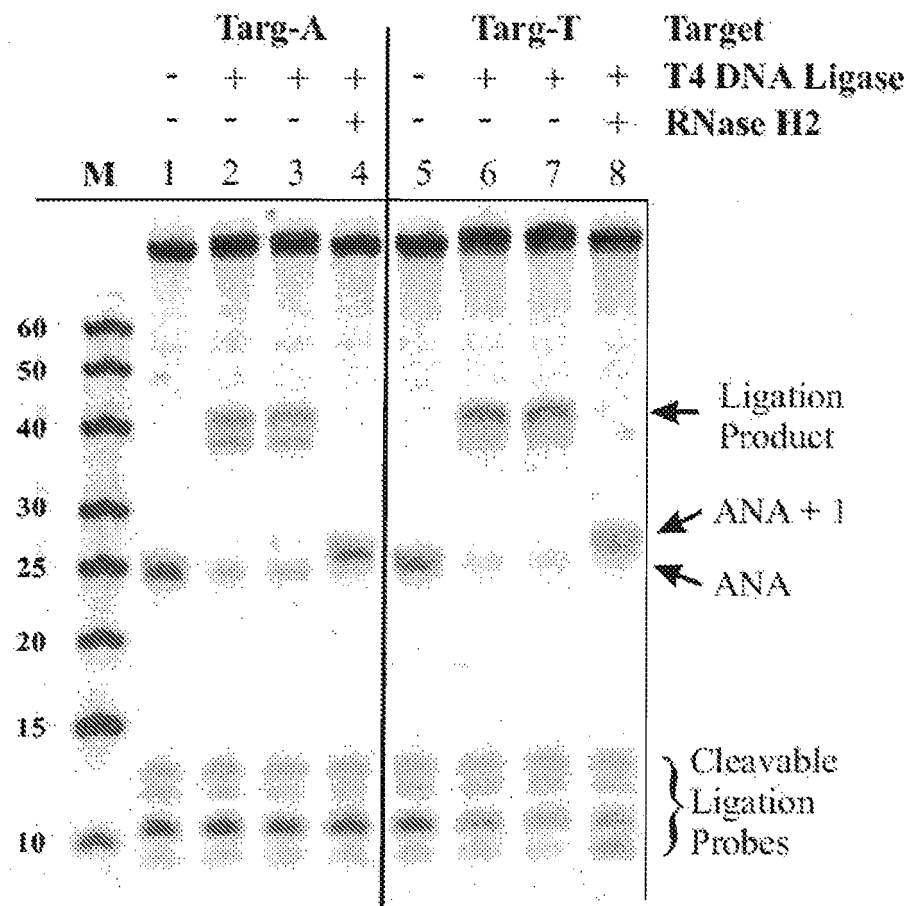 Targ-A Targ-T Target
- + + + - + + + T4 DNA Ligase
- - - + - - - + RNase H2
M 1 2 3 4 5 6 7 8
60
50
Ligation
40
Product
30
ANA + 1
25
ANA
20
15
Cleavable
Ligation
10
Probes